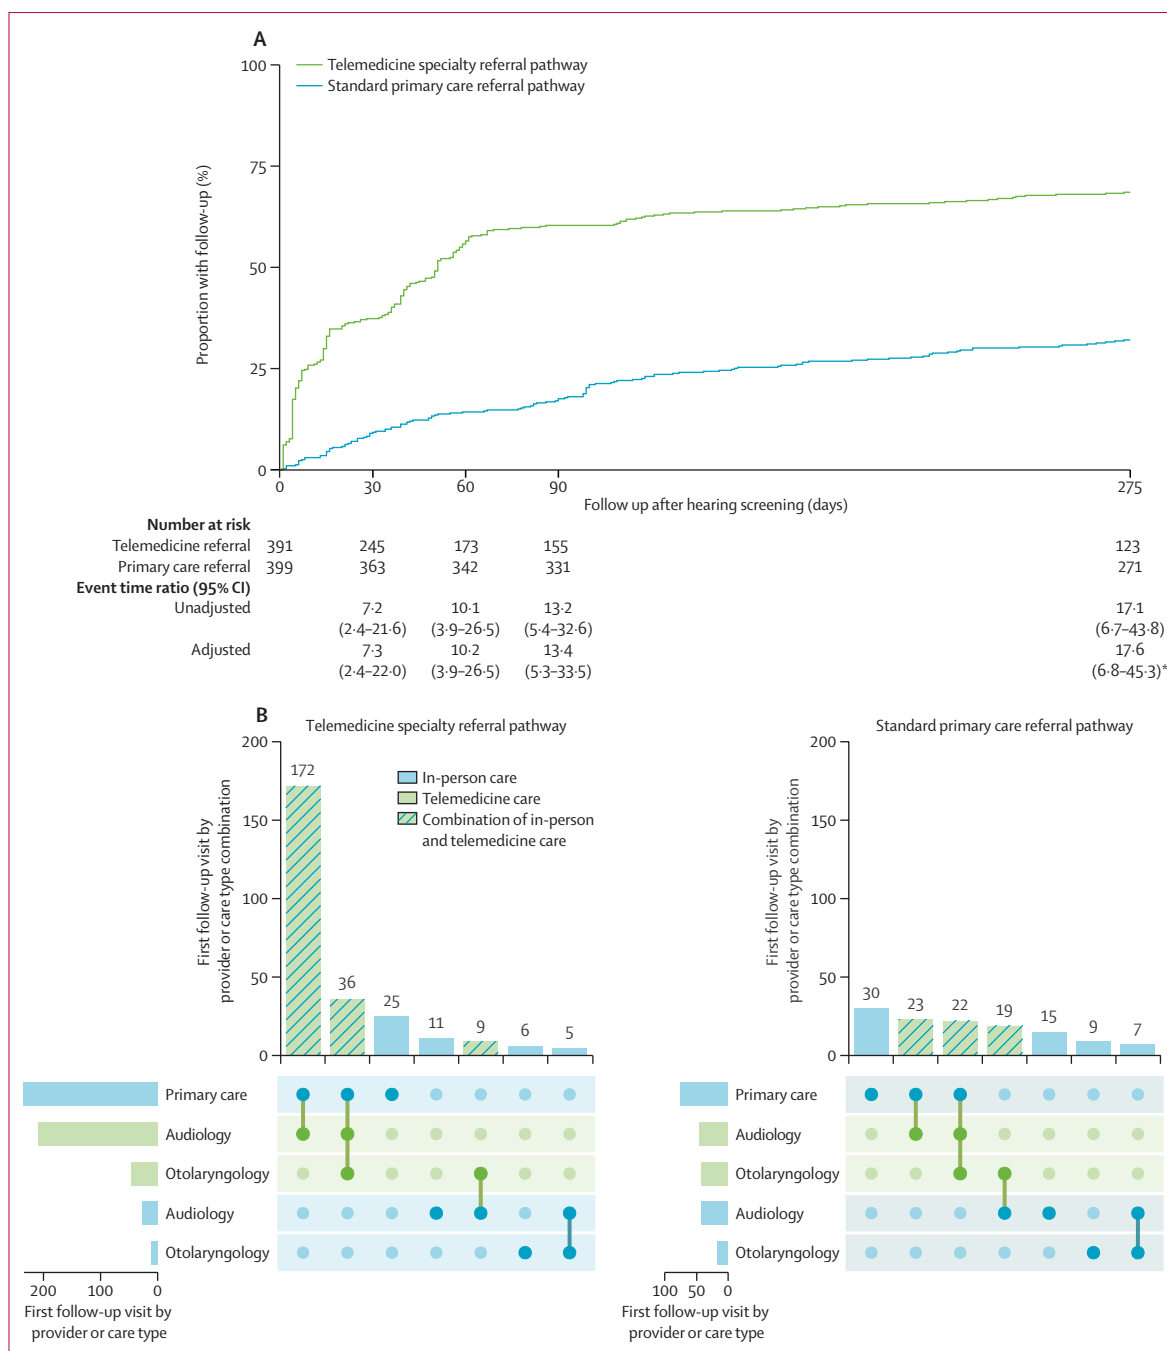 A
Telemedicine specialty referral pathway
Standard primary care referral pathway
Proportion with follow-up (%)
100
75
50
25
0
0 30 60 90 275
Follow up after hearing screening (days)
Number at risk
Telemedicine referral 391 245 173 155 123
Primary care referral 399 363 342 331 271
Event time ratio (95% CI)
Unadjusted 7·2 10·1 13·2 17·1
(2·4–21·6) (3·9–26·5) (5·4–32·6) (6·7–43·8)
Adjusted 7·3 10·2 13·4 17·6
(2·4–22·0) (3·9–26·5) (5·3–33·5) (6·8–45·3)*
B
Telemedicine specialty referral pathway
First follow-up visit by
provider or care type combination
200
150
100
50
0
172 36 25 11 9 6 5
In-person care
Telemedicine care
Combination of in-person
and telemedicine care
Primary care
Audiology
Otolaryngology
Audiology
Otolaryngology
200 100 0
First follow-up visit by
provider or care type
Standard primary care referral pathway
First follow-up visit by
provider or care type combination
200
150
100
50
0
30 23 22 19 15 9 7
Primary care
Audiology
Otolaryngology
Audiology
Otolaryngology
100 50 0
First follow-up visit by
provider or care type